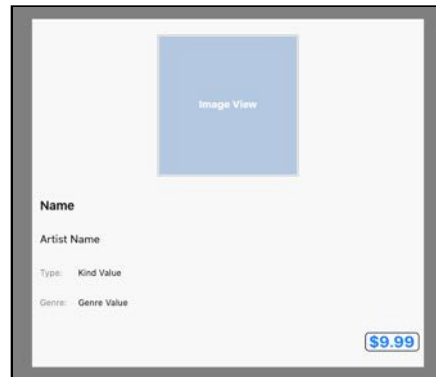 Image View
Name
Artist Name
Type: Kind Value
Genre: Genre Value
$9.99